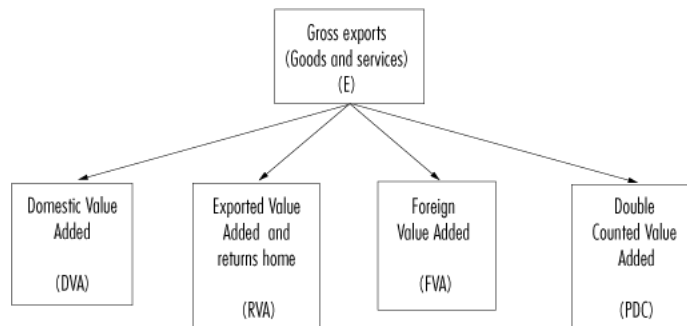 Gross exports
(Goods and services)
(E)
Domestic Value
Added
(DVA)
Exported Value
Added and
returns home
(RVA)
Foreign
Value Added
(FVA)
Double
Counted Value
Added
(PDC)